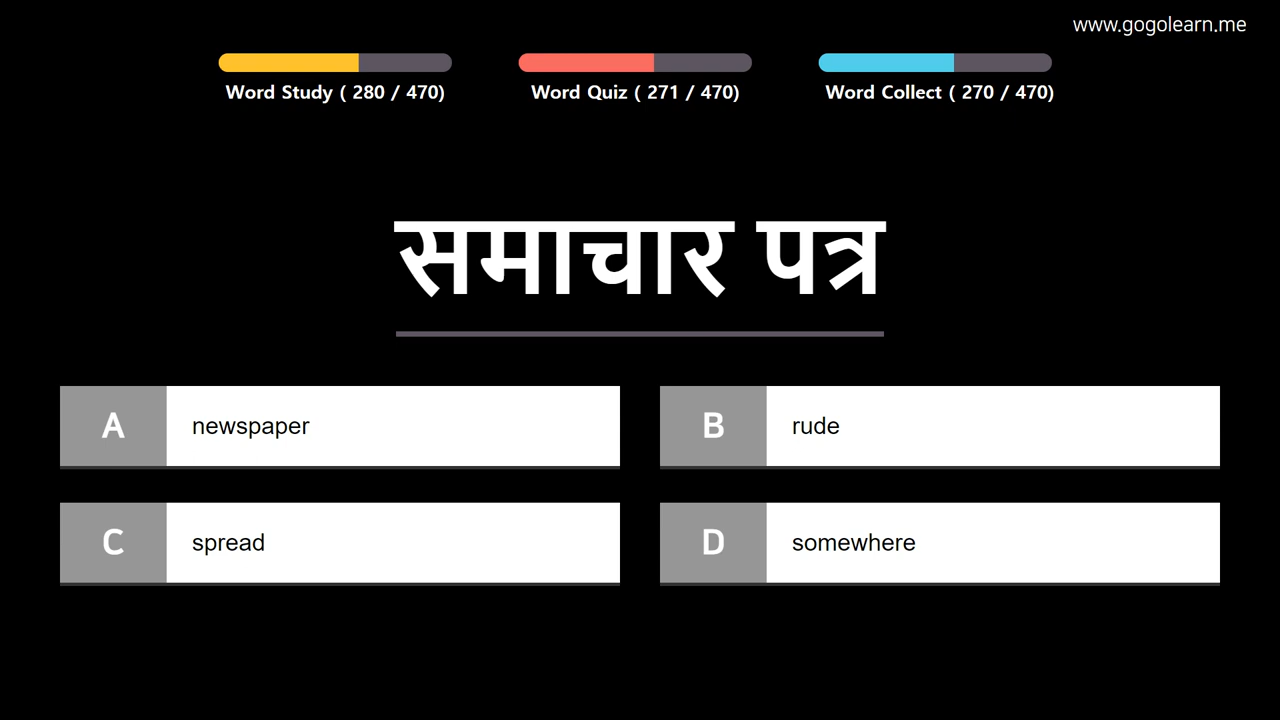 www.gogolearn.me
Word Study ( 280 / 470)
Word Quiz ( 271 / 470)
Word Collect ( 270 / 470)
समाचार पत्र
A newspaper
B rude
C spread
D somewhere